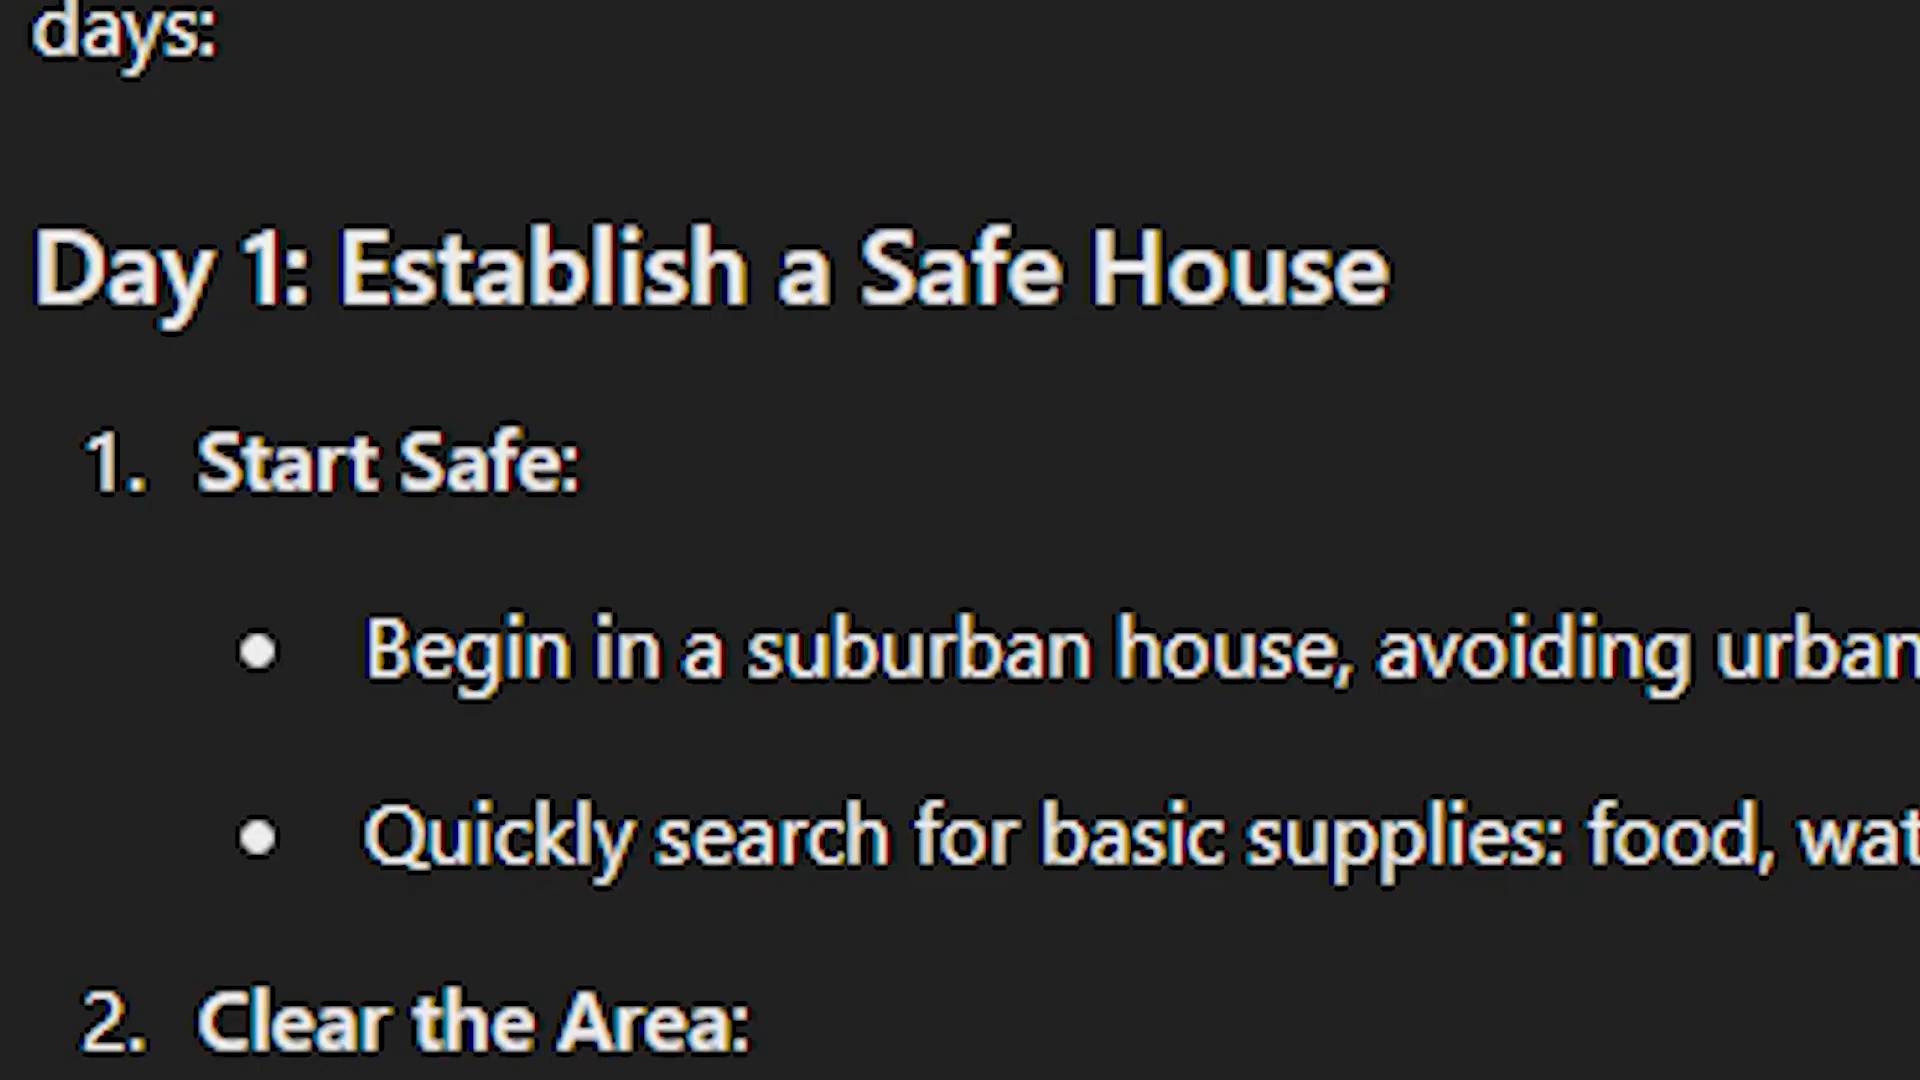 days:
Day 1: Establish a Safe House
1. Start Safe:
• Begin in a suburban house, avoiding urban
• Quickly search for basic supplies: food, wat
2. Clear the Area: